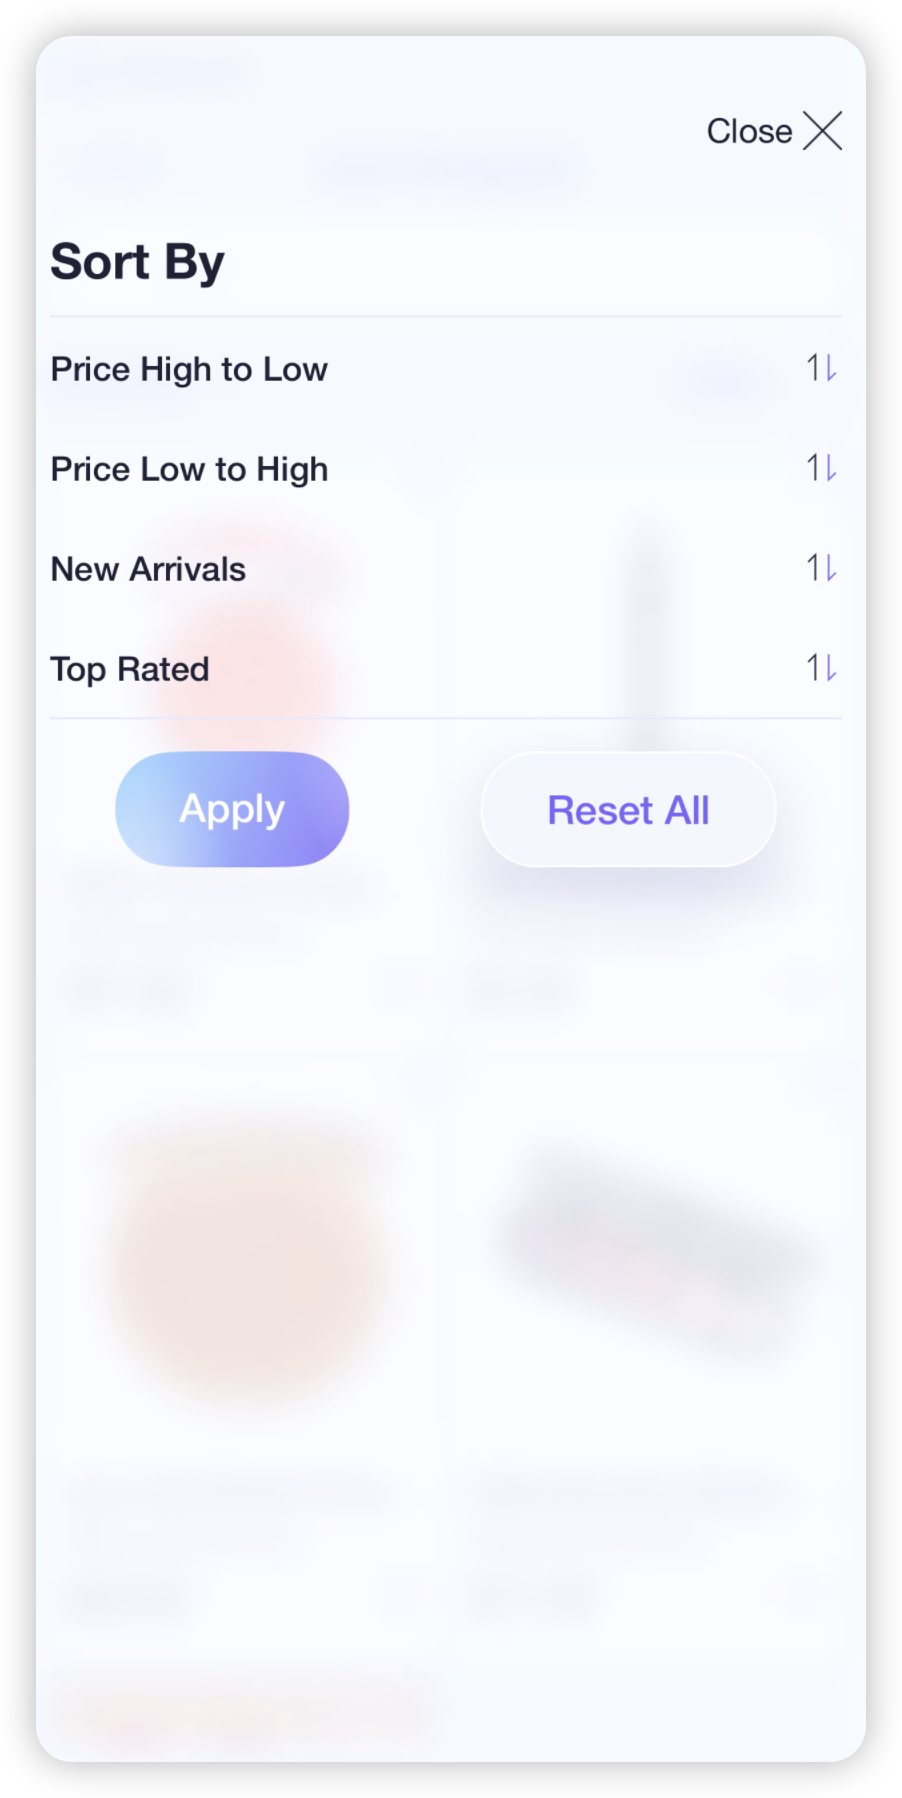 Close
Sort By
Price High to Low
Price Low to High
New Arrivals
Top Rated
Apply
Reset All